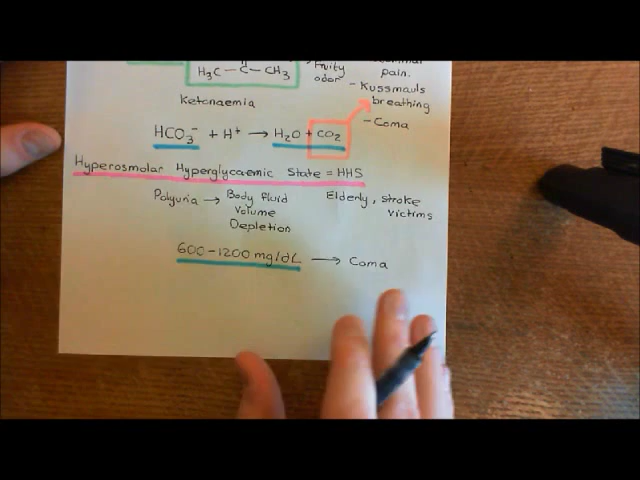 H₃C – C – CH₃
fruity
odor
pain.
– Kussmauls
breathing
– Coma
Ketonaemia
HCO₃⁻ + H⁺ → H₂O + CO₂
Hyperosmolar Hyperglycaemic State = HHS
Polyuria → Body fluid
Volume
Depletion
Elderly, stroke
victims
600–1200 mg/dL → Coma